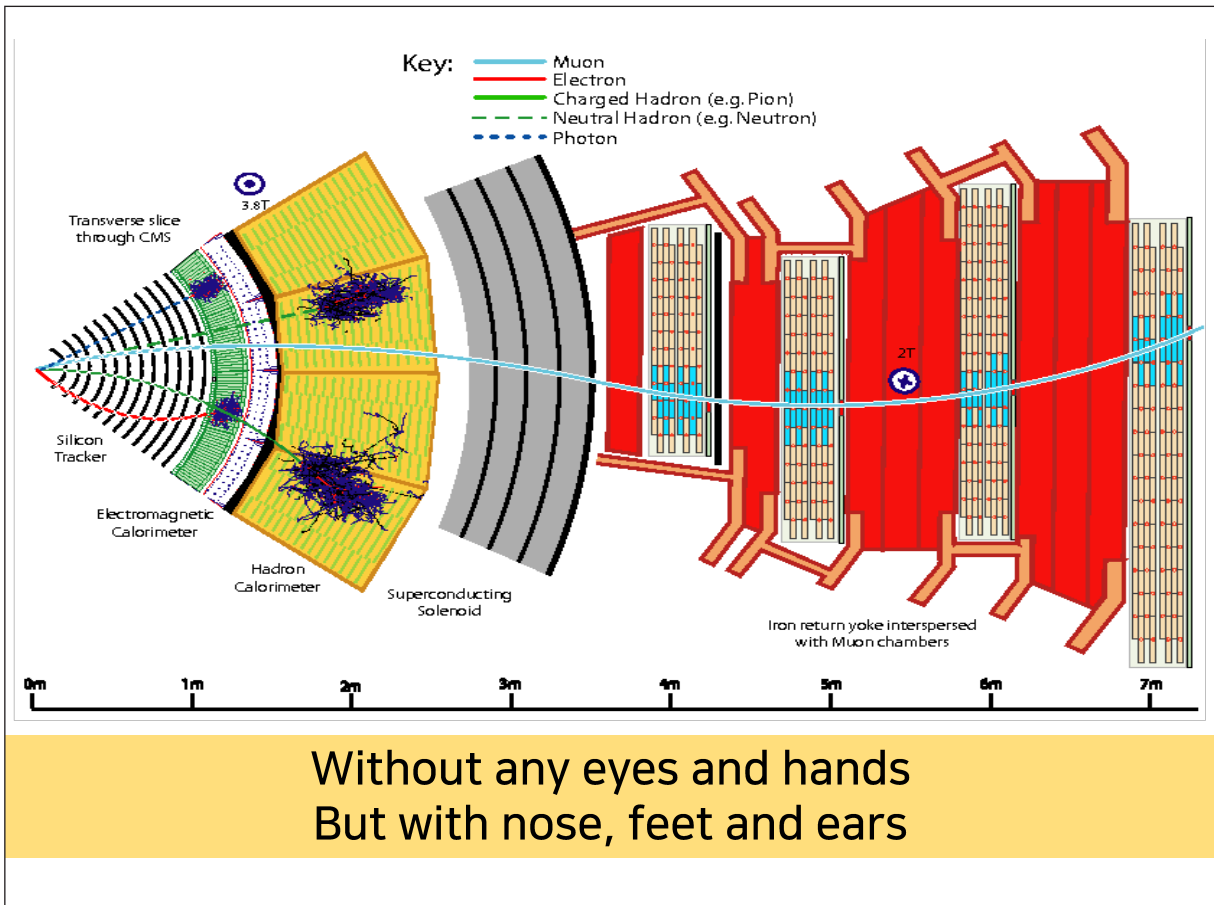 Key:
Muon
Electron
Charged Hadron (e.g. Pion)
Neutral Hadron (e.g. Neutron)
Photon
3.8T
Transverse slice
through CMS
2T
Silicon
Tracker
Electromagnetic
Calorimeter
Hadron
Calorimeter
Superconducting
Solenoid
Iron return yoke interspersed
with Muon chambers
0m 1m 2m 3m 4m 5m 6m 7m
Without any eyes and hands
But with nose, feet and ears